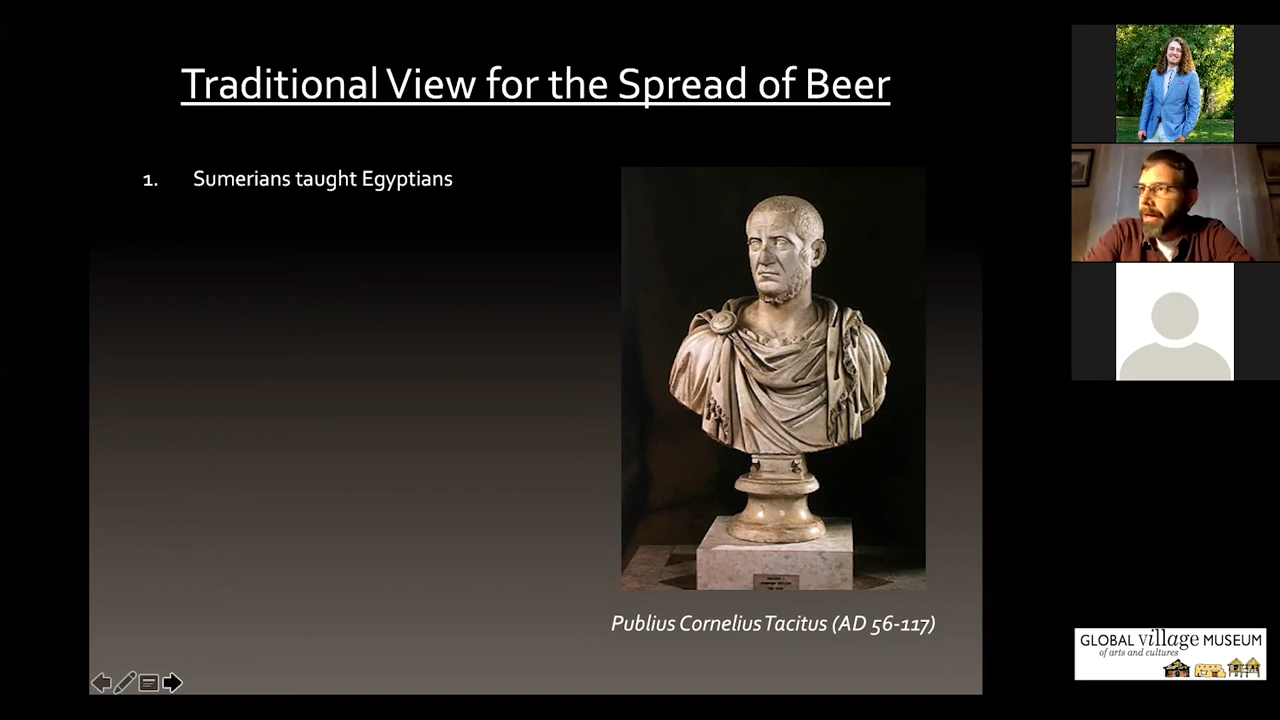 Traditional View for the Spread of Beer
1. Sumerians taught Egyptians
Publius Cornelius Tacitus (AD 56-117)
GLOBAL village MUSEUM
of arts and cultures